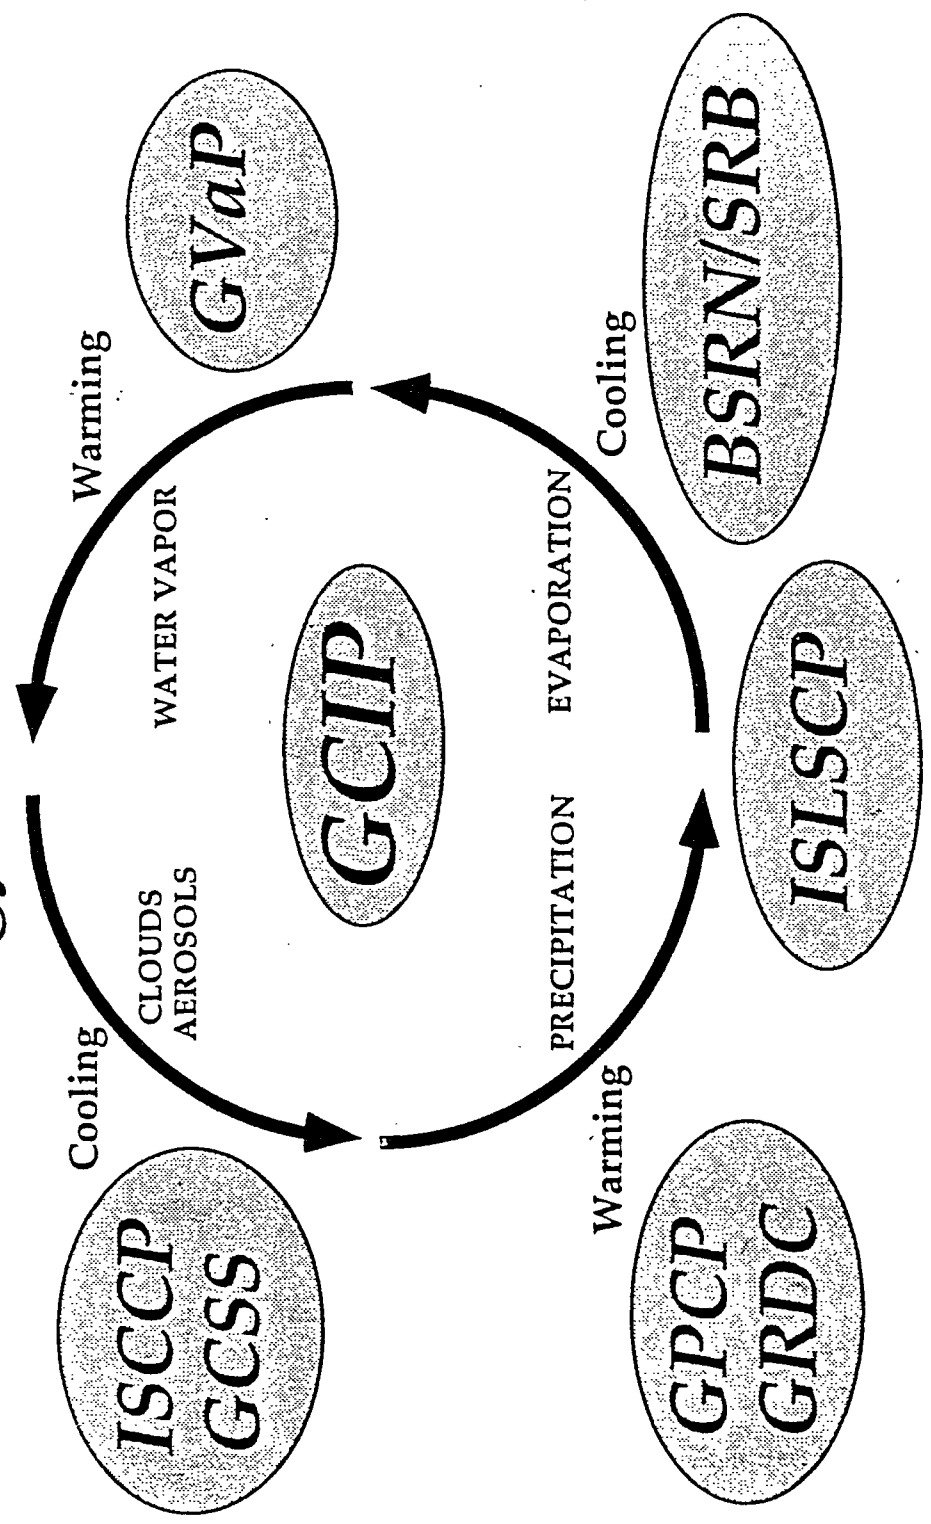 ISCCP
GCSS
Cooling
CLOUDS
AEROSOLS
WATER VAPOR
Warming
GVaP
GCIP
GPCP
GRDC
Warming
PRECIPITATION
EVAPORATION
Cooling
BSRN/SRB
ISLSCP